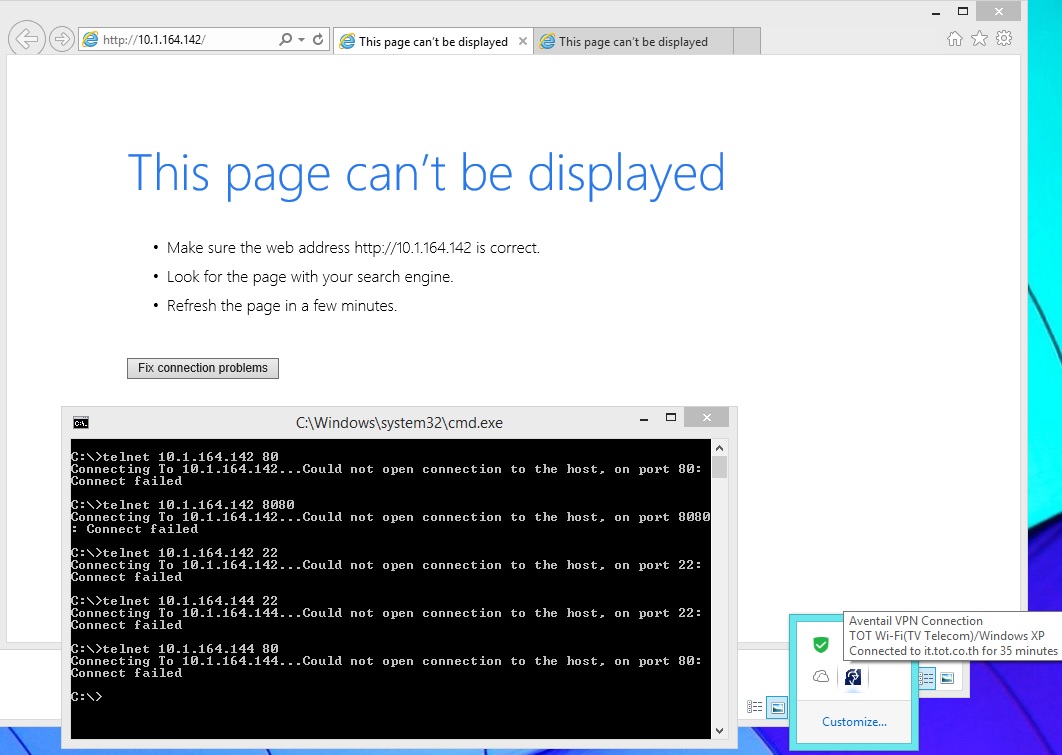 http://10.1.164.142/
This page can't be displayed
This page can't be displayed
This page can't be displayed
• Make sure the web address http://10.1.164.142 is correct.
• Look for the page with your search engine.
• Refresh the page in a few minutes.
Fix connection problems
C:\Windows\system32\cmd.exe
C:\>telnet 10.1.164.142 80
Connecting To 10.1.164.142...Could not open connection to the host, on port 80:
Connect failed
C:\>telnet 10.1.164.142 8080
Connecting To 10.1.164.142...Could not open connection to the host, on port 8080
: Connect failed
C:\>telnet 10.1.164.142 22
Connecting To 10.1.164.142...Could not open connection to the host, on port 22:
Connect failed
C:\>telnet 10.1.164.144 22
Connecting To 10.1.164.144...Could not open connection to the host, on port 22:
Connect failed
C:\>telnet 10.1.164.144 80
Connecting To 10.1.164.144...Could not open connection to the host, on port 80:
Connect failed
C:\>
Aventail VPN Connection
TOT Wi-Fi(TV Telecom)/Windows XP
Connected to it.tot.co.th for 35 minutes
Customize...